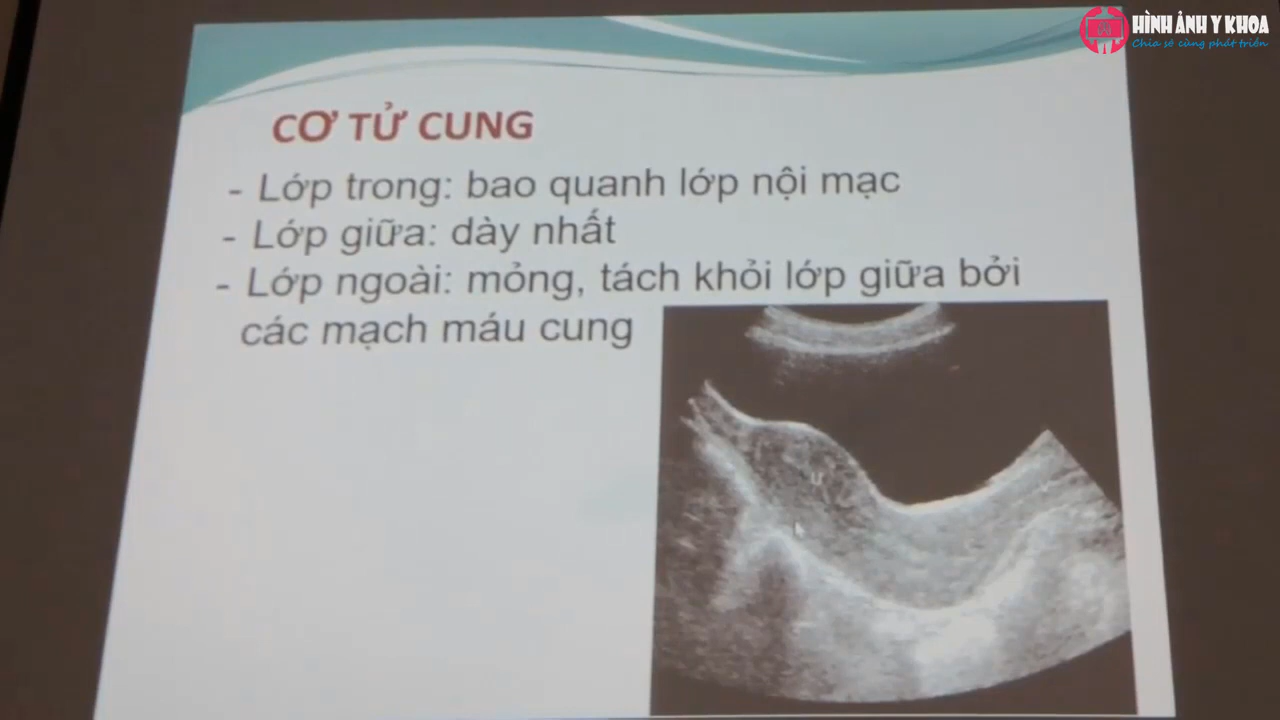 HÌNH ẢNH Y KHOA
Chia sẻ cùng phát triển
CƠ TỬ CUNG
- Lớp trong: bao quanh lớp nội mạc
- Lớp giữa: dày nhất
- Lớp ngoài: mỏng, tách khỏi lớp giữa bởi
các mạch máu cung
U